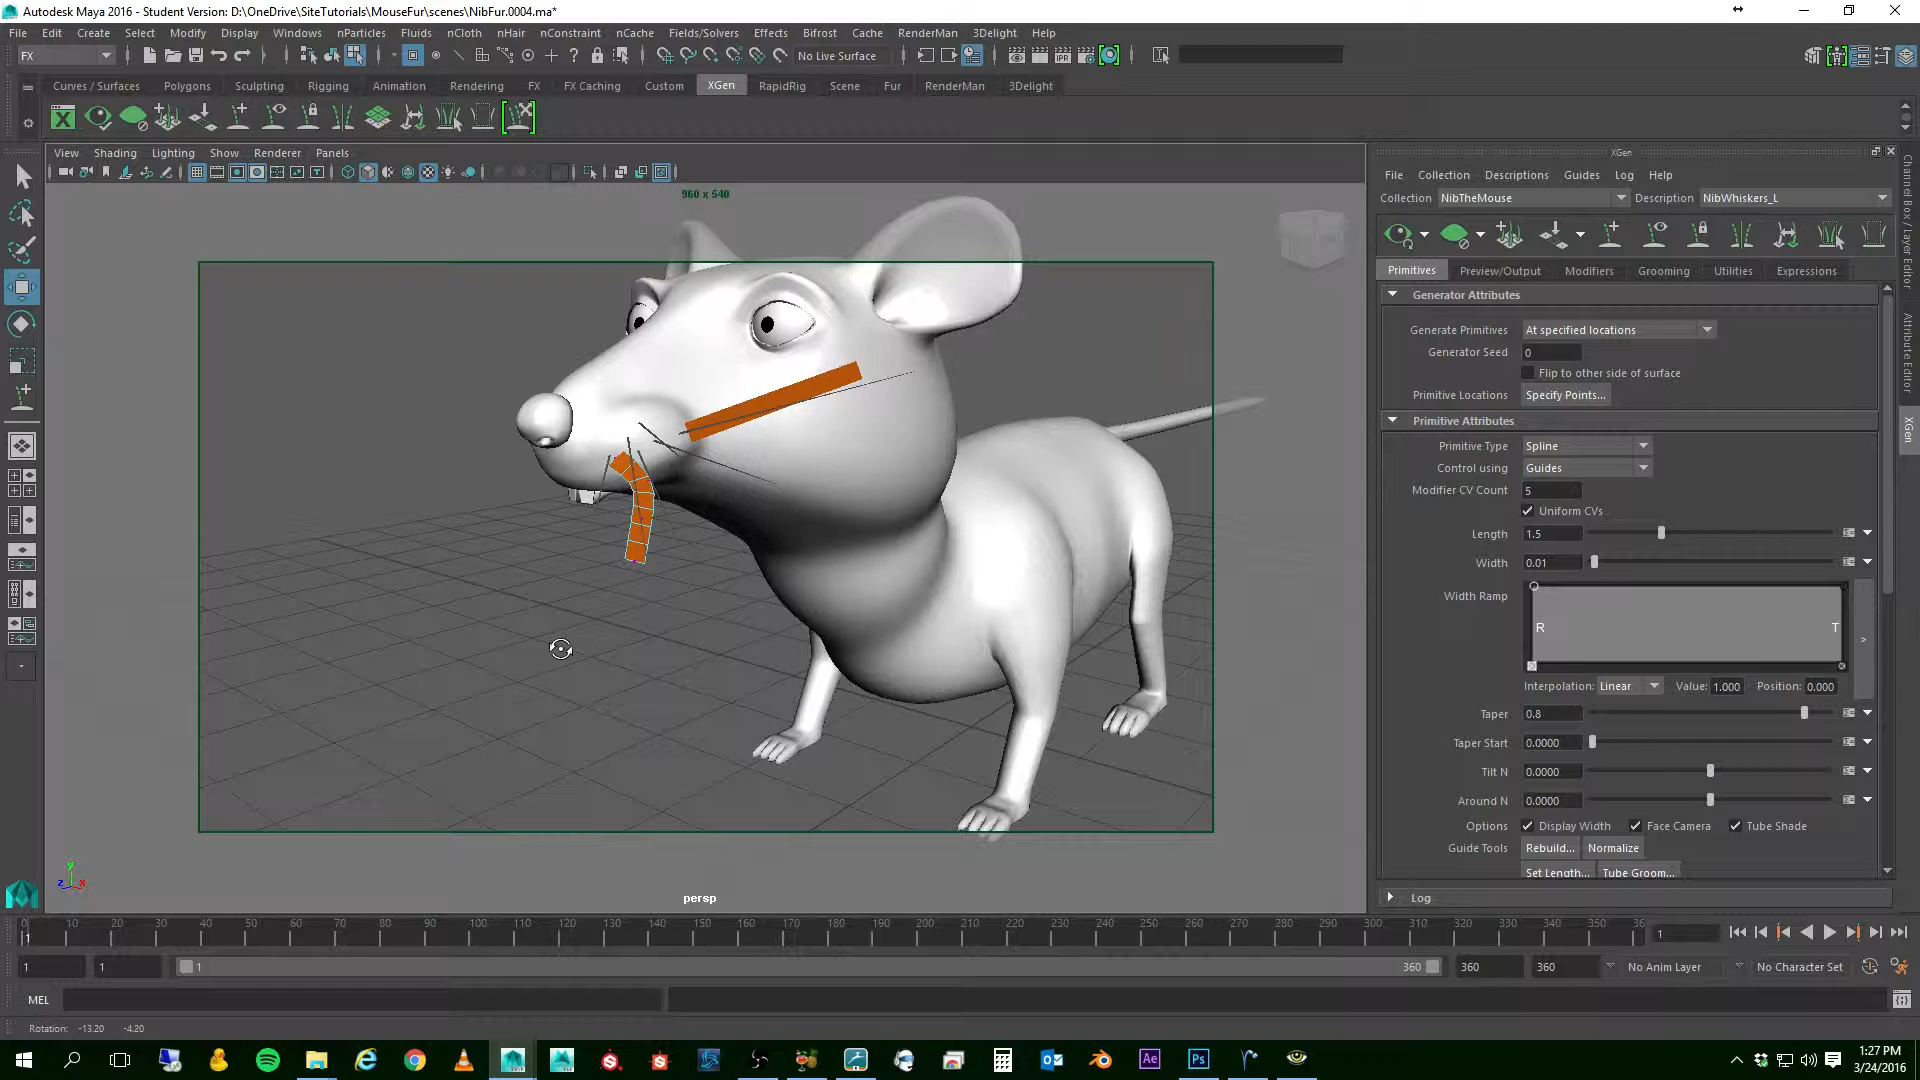 Autodesk Maya 2016 - Student Version: D:\OneDrive\SiteTutorials\MouseFur\scenes\NibFur.0004.ma*
File Edit Create Select Modify Display Windows nParticles Fluids nCloth nHair nConstraint nCache Fields/Solvers Effects Bifrost Cache RenderMan 3Delight Help
FX No Live Surface
Curves / Surfaces Polygons Sculpting Rigging Animation Rendering FX FX Caching Custom XGen RapidRig Scene Fur RenderMan 3Delight
View Shading Lighting Show Renderer Panels
960 x 540
XGen
File Collection Descriptions Guides Log Help
Collection NibTheMouse Description NibWhiskers_L
Primitives Preview/Output Modifiers Grooming Utilities Expressions
Generator Attributes
Generate Primitives At specified locations
Generator Seed 0
Flip to other side of surface
Primitive Locations Specify Points...
Primitive Attributes
Primitive Type Spline
Control using Guides
Modifier CV Count 5
Uniform CVs
Length 1.5
Width 0.01
Width Ramp
R T
Interpolation: Linear Value: 1.000 Position: 0.000
Taper 0.8
Taper Start 0.0000
Tilt N 0.0000
Around N 0.0000
Options Display Width Face Camera Tube Shade
Guide Tools Rebuild... Normalize
Set Length... Tube Groom...
Log
Channel Box / Layer Editor
Attribute Editor
XGen
y
z x
persp
0 10 20 30 40 50 60 70 80 90 100 110 120 130 140 150 160 170 180 190 200 210 220 230 240 250 260 270 280 290 300 310 320 330 340 350 36
1 1
1 1 1 360 360 360 No Anim Layer No Character Set
MEL
Rotation: -13.20 -4.20
Ae Ps
1:27 PM
3/24/2016